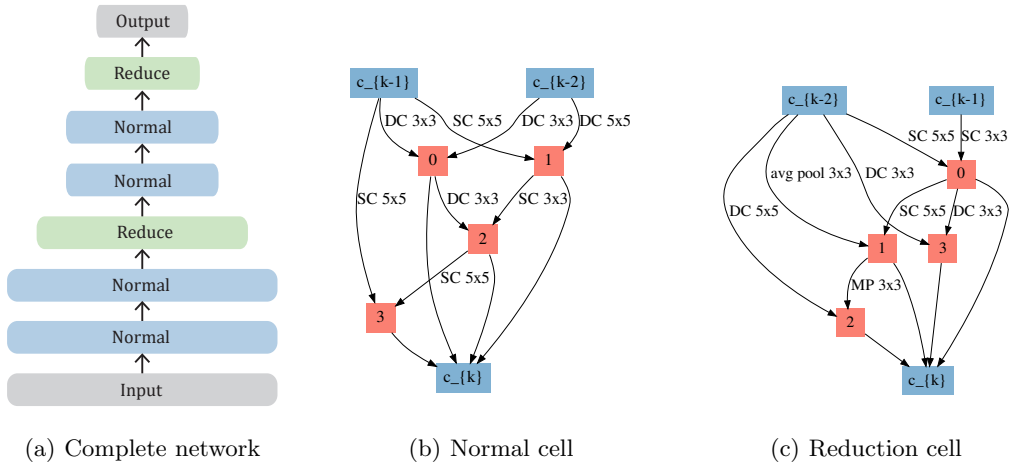 Output
Reduce
Normal
Normal
Reduce
Normal
Normal
Input
(a) Complete network
c_{k-1} c_{k-2}
DC 3x3 SC 5x5 DC 3x3 DC 5x5
0 1
SC 5x5 DC 3x3 SC 3x3
2
SC 5x5
3
c_{k}
(b) Normal cell
c_{k-2} c_{k-1}
SC 5x5 SC 3x3
avg pool 3x3 DC 3x3 0
DC 5x5 SC 5x5 DC 3x3
1 3
MP 3x3
2
c_{k}
(c) Reduction cell